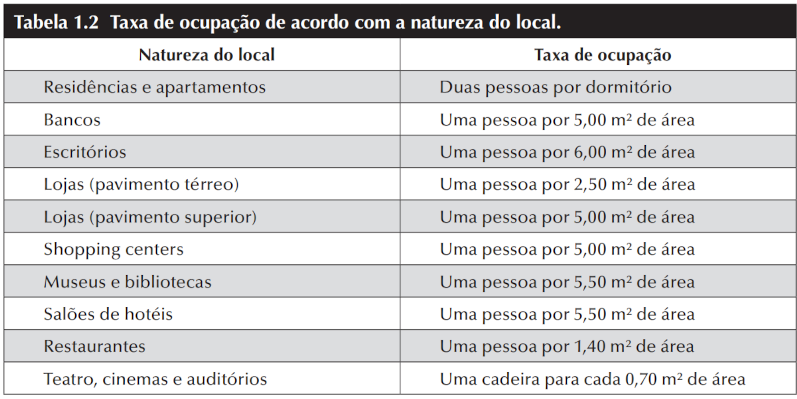 Tabela 1.2 Taxa de ocupação de acordo com a natureza do local.
Natureza do local Taxa de ocupação
Residências e apartamentos Duas pessoas por dormitório
Bancos Uma pessoa por 5,00 m² de área
Escritórios Uma pessoa por 6,00 m² de área
Lojas (pavimento térreo) Uma pessoa por 2,50 m² de área
Lojas (pavimento superior) Uma pessoa por 5,00 m² de área
Shopping centers Uma pessoa por 5,00 m² de área
Museus e bibliotecas Uma pessoa por 5,50 m² de área
Salões de hotéis Uma pessoa por 5,50 m² de área
Restaurantes Uma pessoa por 1,40 m² de área
Teatro, cinemas e auditórios Uma cadeira para cada 0,70 m² de área